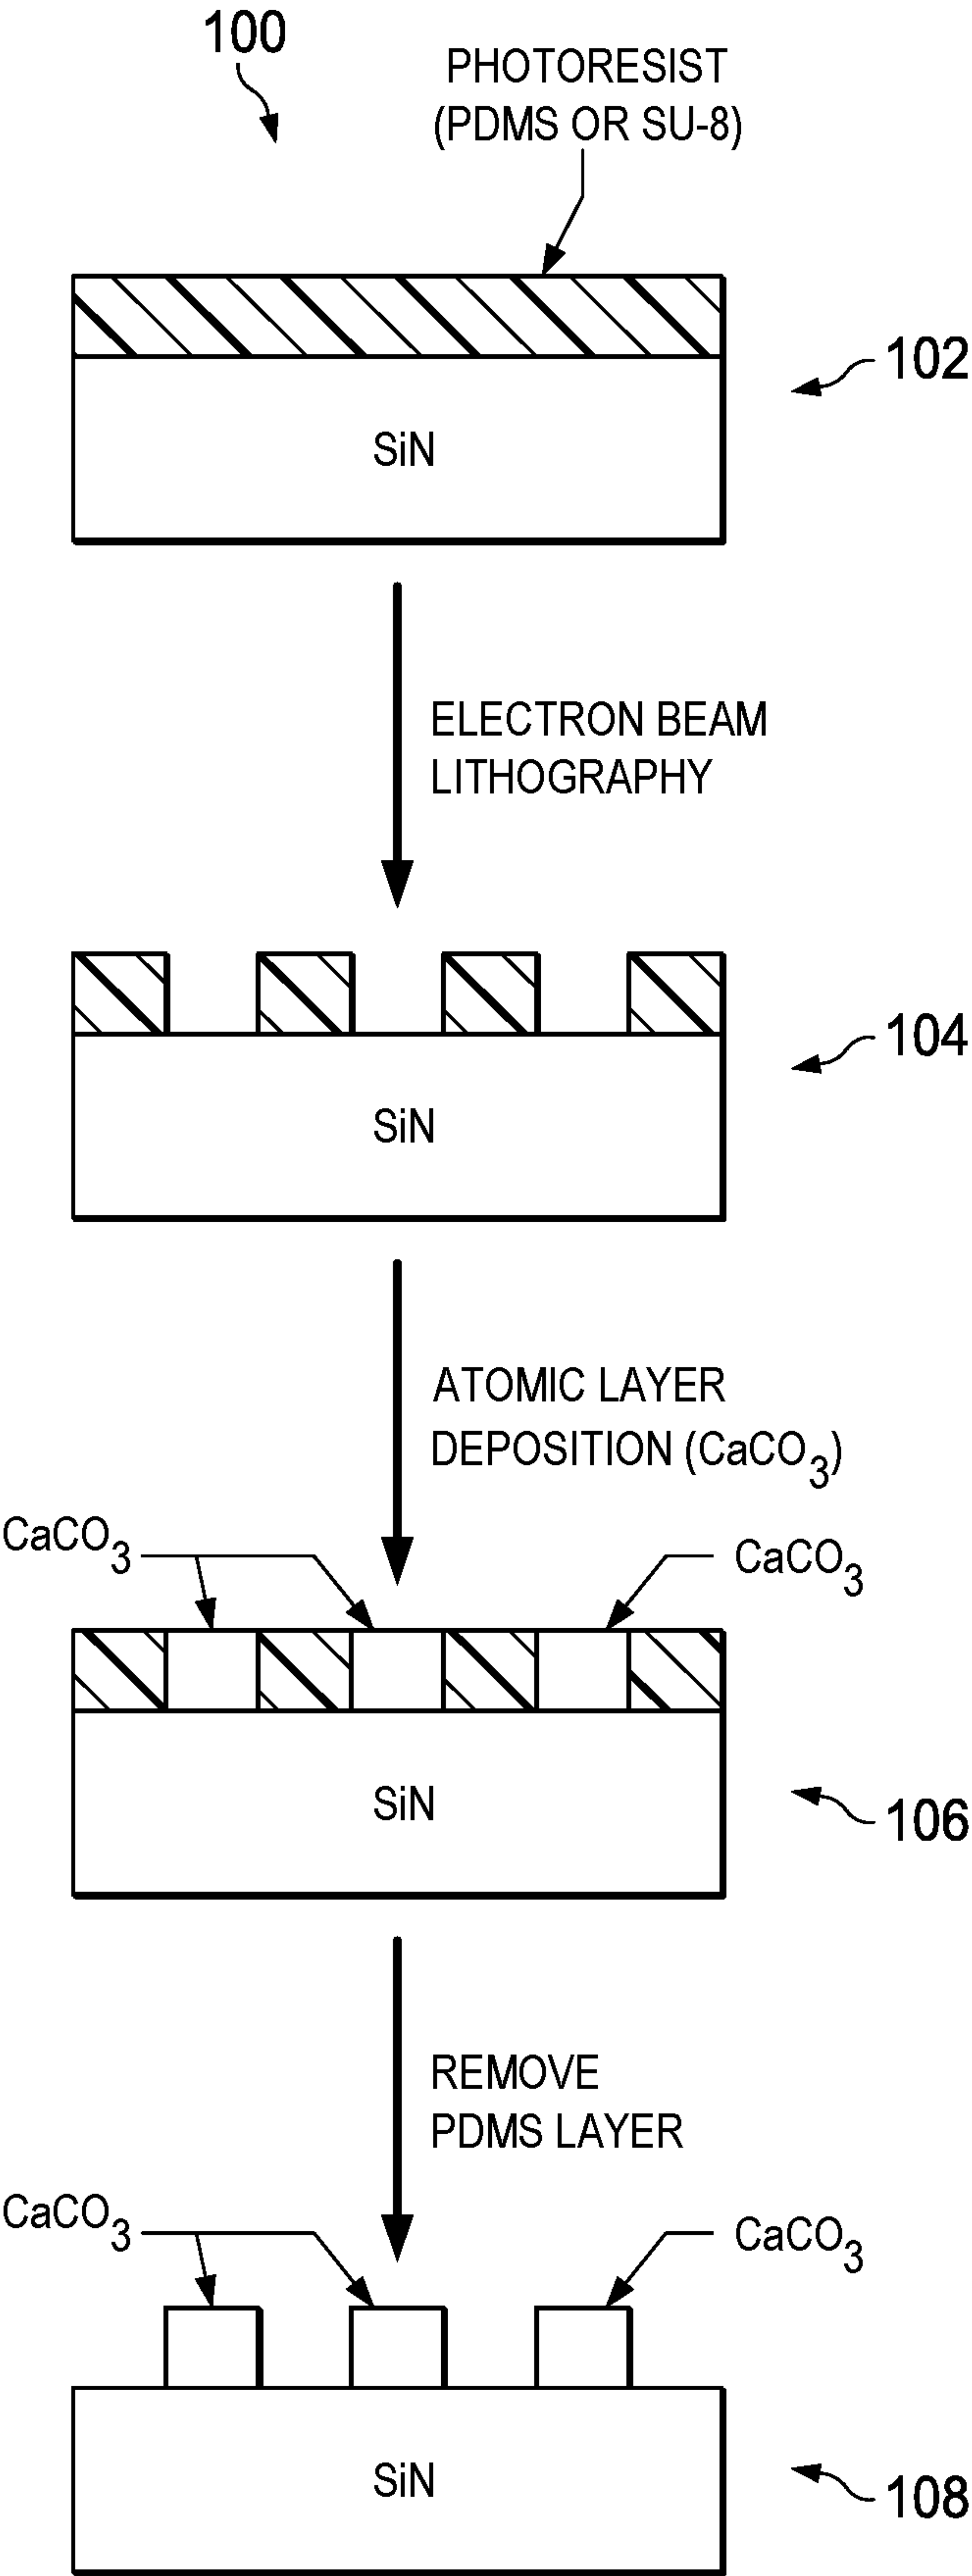 100
PHOTORESIST
(PDMS OR SU-8)
102
SiN
ELECTRON BEAM
LITHOGRAPHY
104
SiN
ATOMIC LAYER
DEPOSITION (CaCO3)
CaCO3
CaCO3
SiN
106
REMOVE
PDMS LAYER
CaCO3
CaCO3
SiN
108